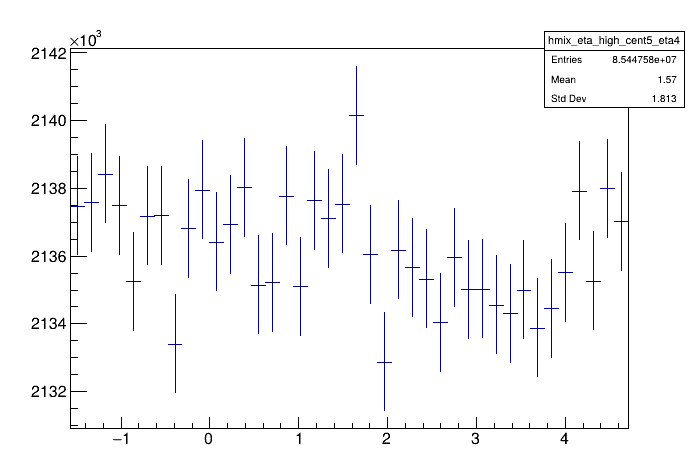 ×10³
hmix_eta_high_cent5_eta4
Entries 8.544758e+07
Mean 1.57
Std Dev 1.813
2142
2140
2138
2136
2134
2132
−1 0 1 2 3 4